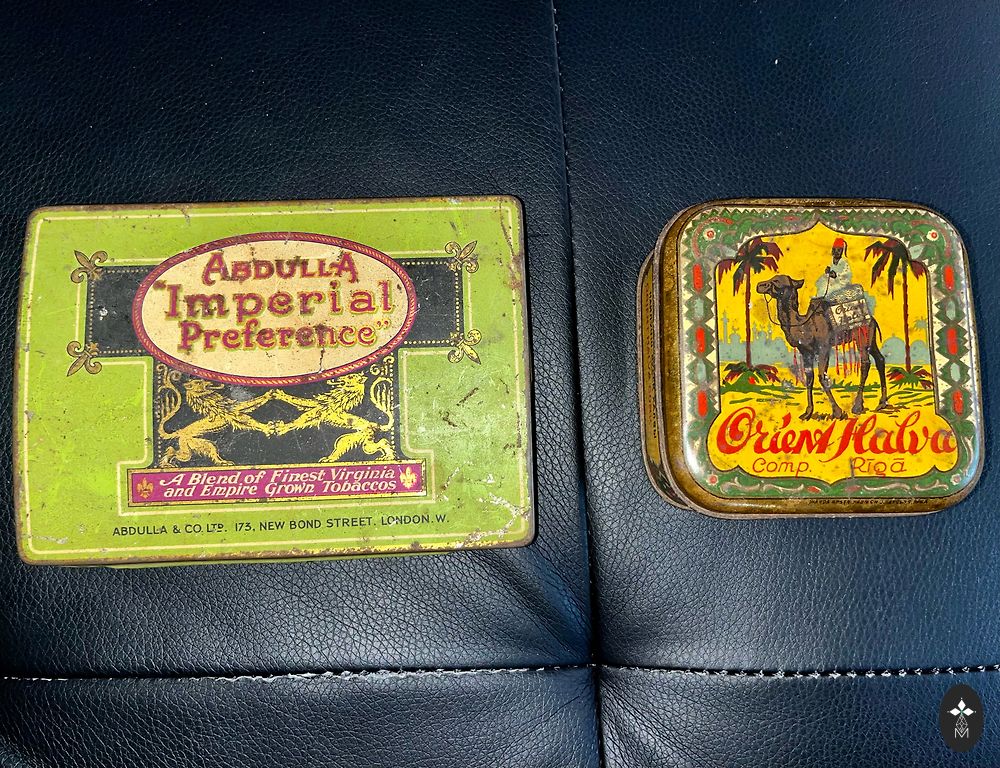 ABDULLA
"Imperial
Preference"
A Blend of Finest Virginia
and Empire Grown Tobaccos
ABDULLA & CO. LTD. 173, NEW BOND STREET, LONDON. W.
Orient Halva
Comp. Rīgā
M